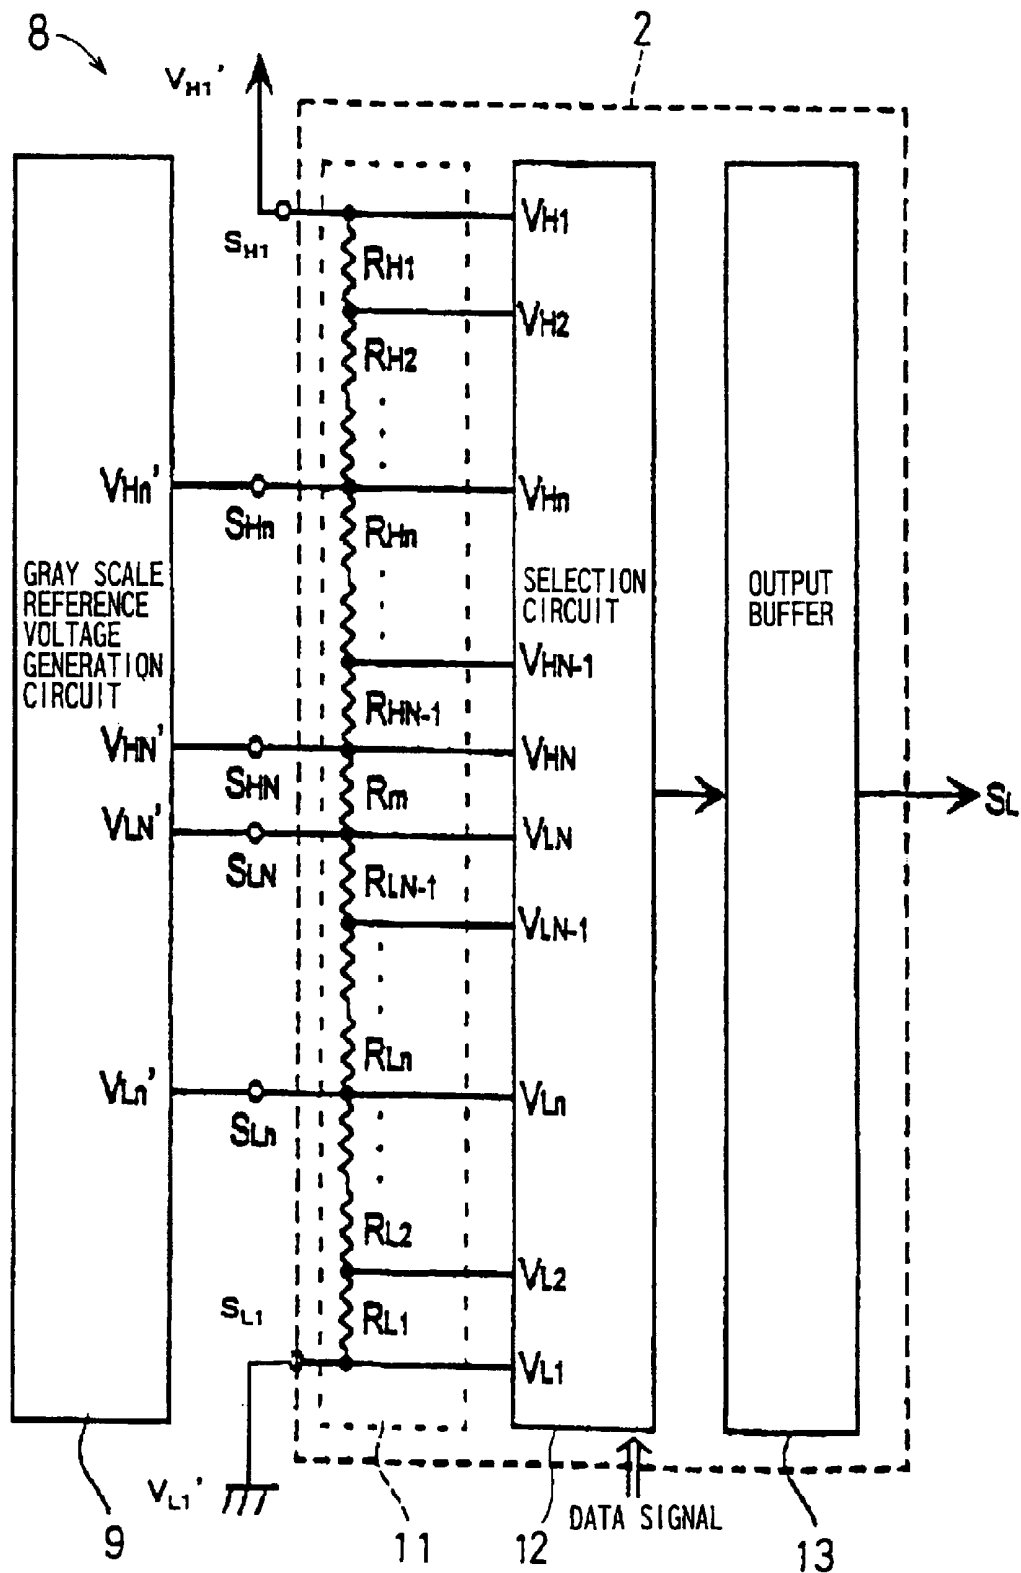 8
2
VH1'
SH1
VH1
RH1
VH2
RH2
VHn'
SHn
VHn
RHn
GRAY SCALE
REFERENCE
VOLTAGE
GENERATION
CIRCUIT
SELECTION
CIRCUIT
OUTPUT
BUFFER
VHN-1
RHN-1
VHN'
SHN
VHN
Rm
SL
VLN'
SLN
VLN
RLN-1
VLN-1
RLn
VLn'
SLn
VLn
RL2
VL2
SL1
RL1
VL1
VL1'
DATA SIGNAL
9
11
12
13